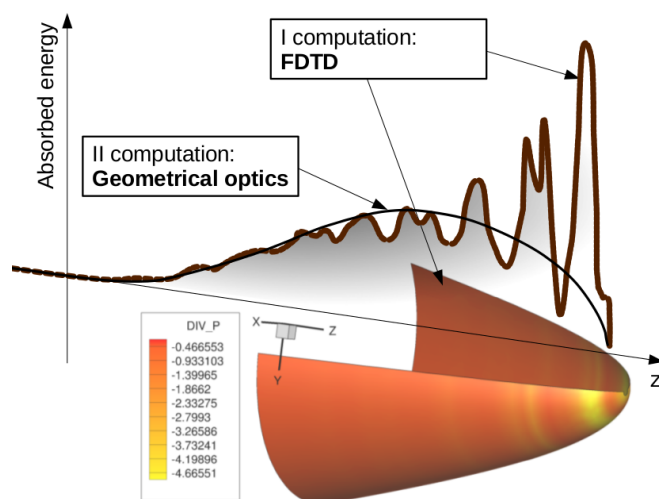 Absorbed energy
I computation:
FDTD
II computation:
Geometrical optics
DIV_P
-0.466553
-0.933103
-1.39965
-1.8662
-2.33275
-2.7993
-3.26586
-3.73241
-4.19896
-4.66551
X
Z
Y
Z